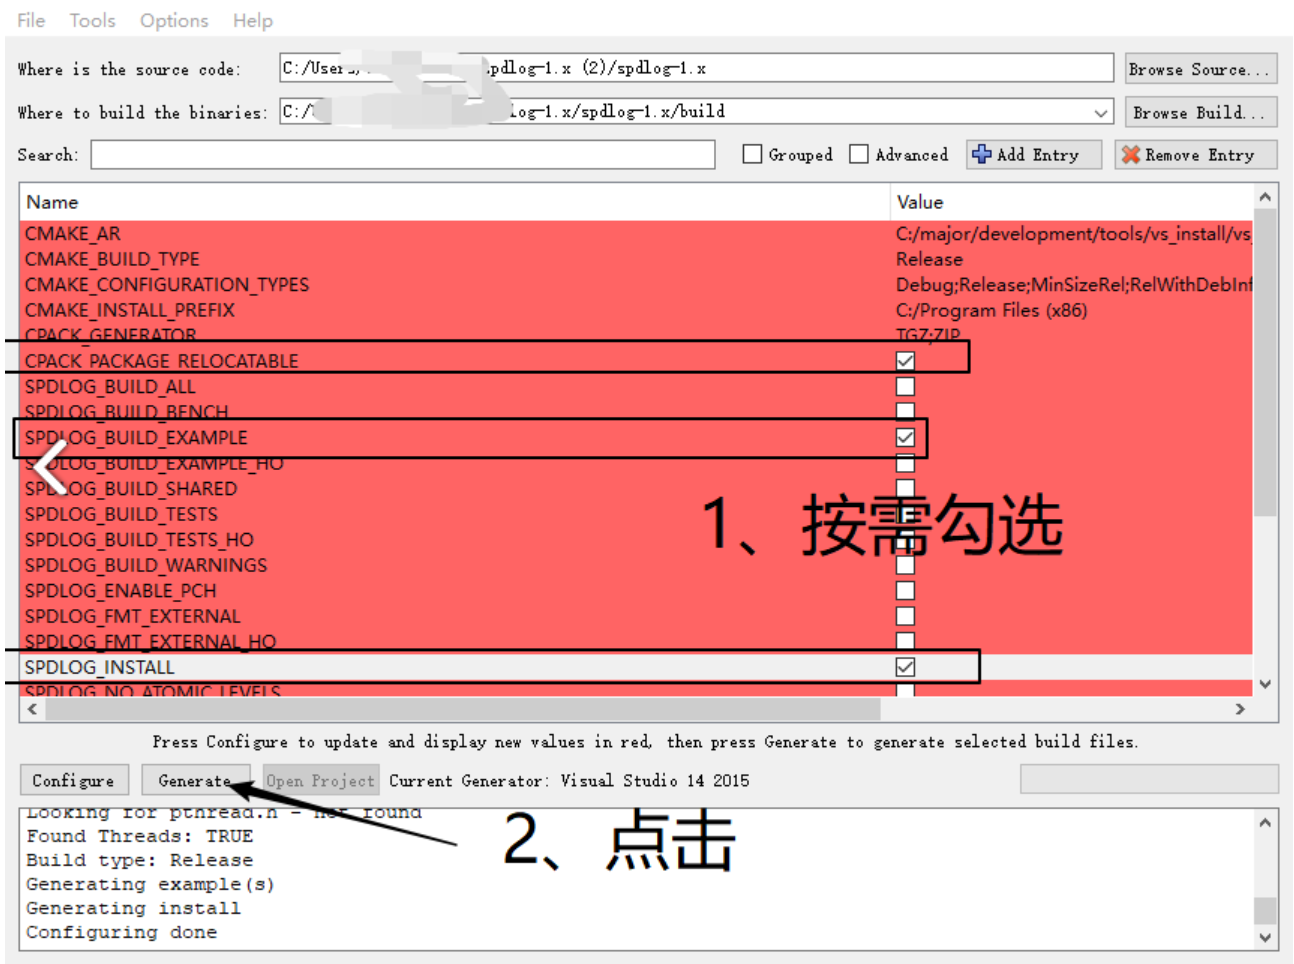 File Tools Options Help
Where is the source code: C:/Users/ pdlog-1.x (2)/spdlog-1.x Browse Source...
Where to build the binaries: C:/ log-1.x/spdlog-1.x/build Browse Build...
Search: Grouped Advanced Add Entry Remove Entry
Name Value
CMAKE_AR C:/major/development/tools/vs_install/vs_
CMAKE_BUILD_TYPE Release
CMAKE_CONFIGURATION_TYPES Debug;Release;MinSizeRel;RelWithDebInf
CMAKE_INSTALL_PREFIX C:/Program Files (x86)
CPACK_GENERATOR TGZ;ZIP
CPACK_PACKAGE_RELOCATABLE
SPDLOG_BUILD_ALL
SPDLOG_BUILD_BENCH
SPDLOG_BUILD_EXAMPLE
SPDLOG_BUILD_EXAMPLE_HO
SPDLOG_BUILD_SHARED
SPDLOG_BUILD_TESTS
SPDLOG_BUILD_TESTS_HO
SPDLOG_BUILD_WARNINGS
SPDLOG_ENABLE_PCH
SPDLOG_FMT_EXTERNAL
SPDLOG_FMT_EXTERNAL_HO
SPDLOG_INSTALL
SPDLOG_NO_ATOMIC_LEVELS
1、按需勾选
Press Configure to update and display new values in red, then press Generate to generate selected build files.
Configure Generate Open Project Current Generator: Visual Studio 14 2015
2、点击
Looking for pthread.h - not found
Found Threads: TRUE
Build type: Release
Generating example(s)
Generating install
Configuring done